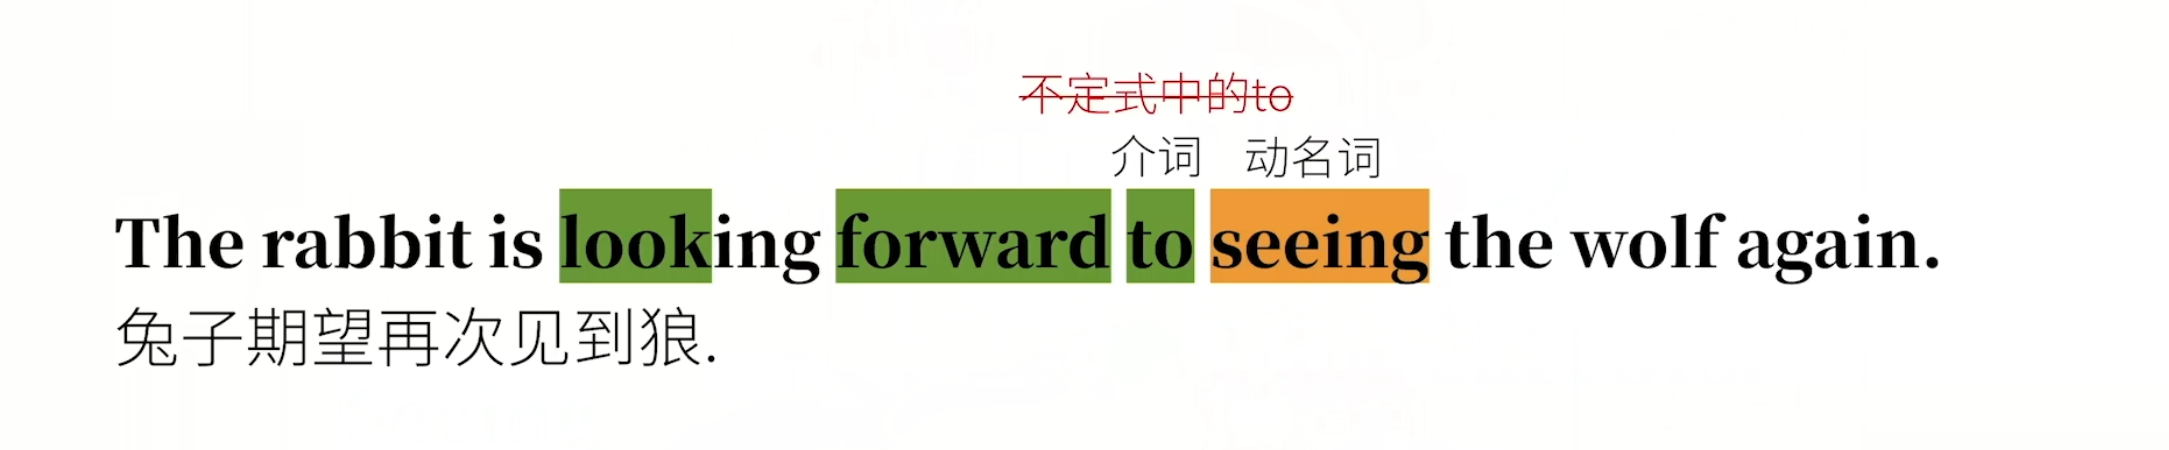 不定式中的to
介词 动名词
The rabbit is looking forward to seeing the wolf again.
兔子期望再次见到狼.